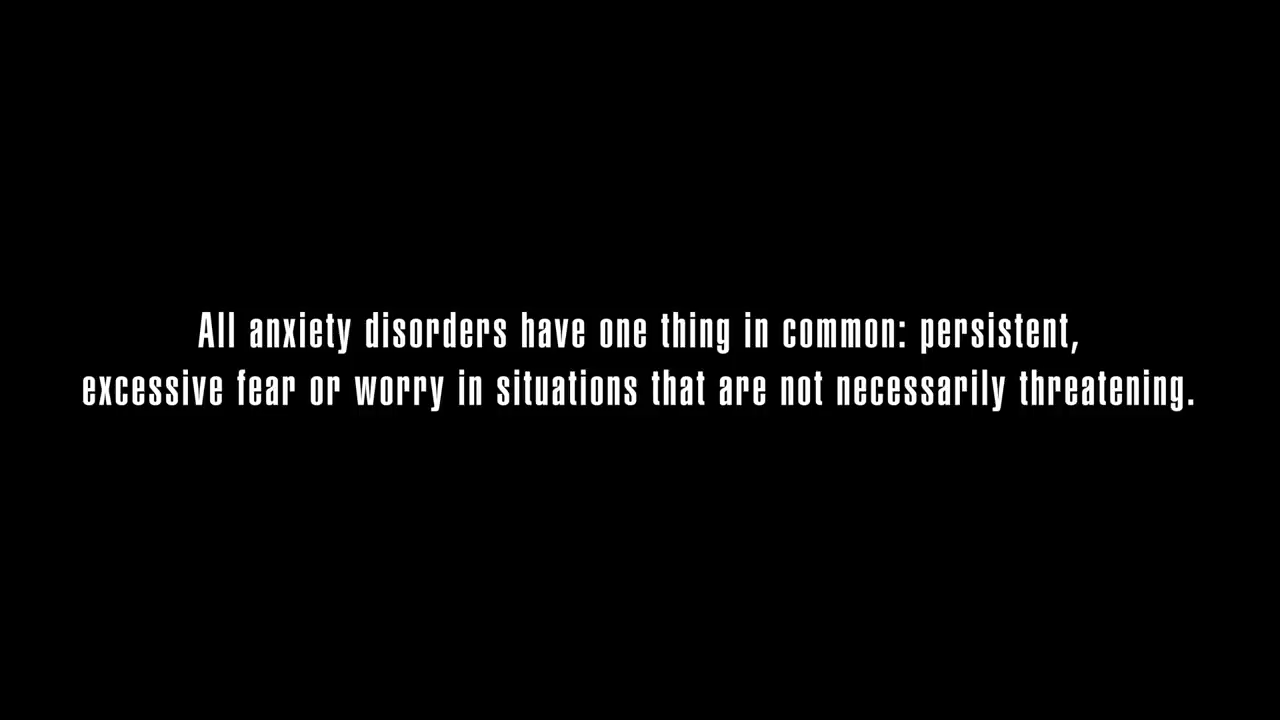 All anxiety disorders have one thing in common: persistent,
excessive fear or worry in situations that are not necessarily threatening.